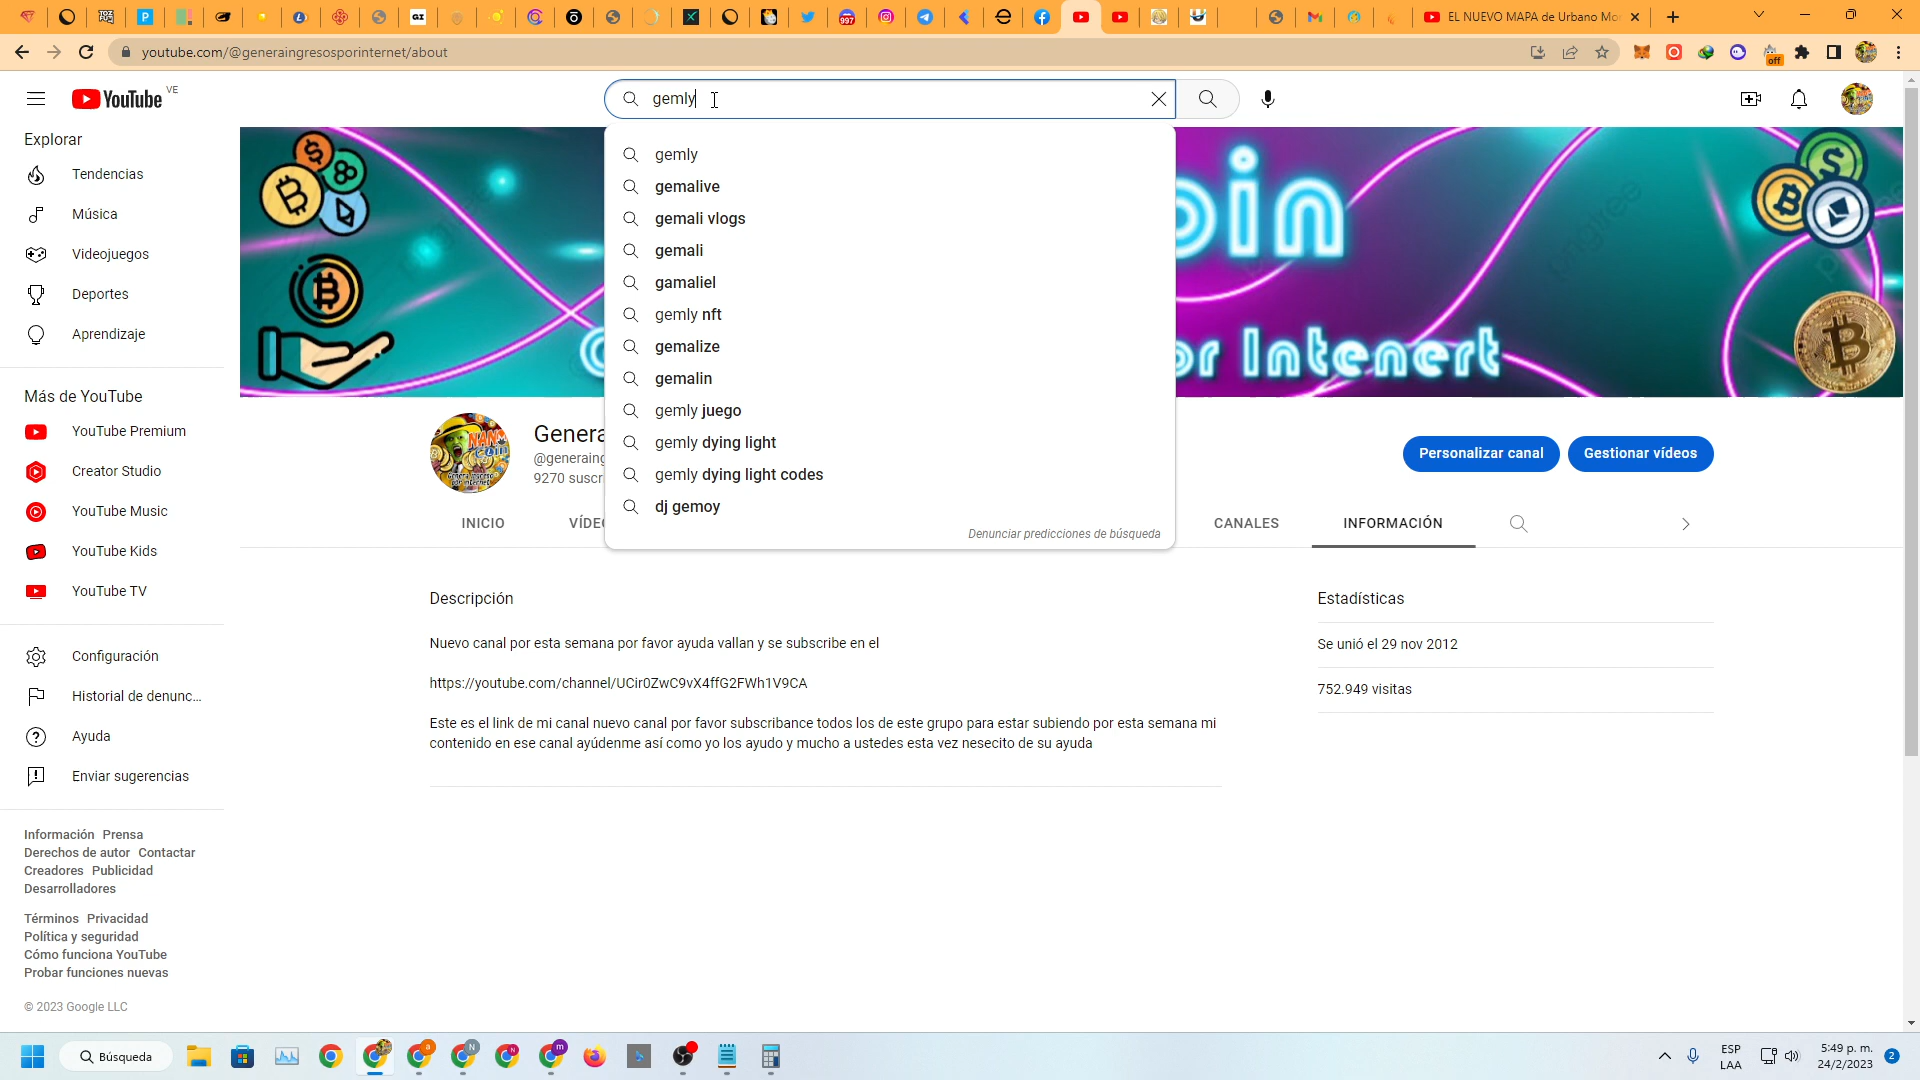 EL NUEVO MAPA de Urbano Mo
youtube.com/@generaingresosporinternet/about
off
YouTube VE
gemly
Explorar
Tendencias
Música
Videojuegos
Deportes
Aprendizaje
Más de YouTube
YouTube Premium
Creator Studio
YouTube Music
YouTube Kids
YouTube TV
Configuración
Historial de denunc...
Ayuda
Enviar sugerencias
Información Prensa
Derechos de autor Contactar
Creadores Publicidad
Desarrolladores
Términos Privacidad
Política y seguridad
Cómo funciona YouTube
Probar funciones nuevas
© 2023 Google LLC
gemly
gemalive
gemali vlogs
gemali
gamaliel
gemly nft
gemalize
gemalin
gemly juego
gemly dying light
gemly dying light codes
dj gemoy
Denunciar predicciones de búsqueda
oin
or Intenert
Genera
@generaing
9270 suscr
Personalizar canal
Gestionar vídeos
INICIO
VÍDE
CANALES
INFORMACIÓN
Descripción
Nuevo canal por esta semana por favor ayuda vallan y se subscribe en el
https://youtube.com/channel/UCir0ZwC9vX4ffG2FWh1V9CA
Este es el link de mi canal nuevo canal por favor subscribance todos los de este grupo para estar subiendo por esta semana mi
contenido en ese canal ayúdenme así como yo los ayudo y mucho a ustedes esta vez nesecito de su ayuda
Estadísticas
Se unió el 29 nov 2012
752.949 visitas
Búsqueda
ESP
LAA
5:49 p. m.
24/2/2023
2